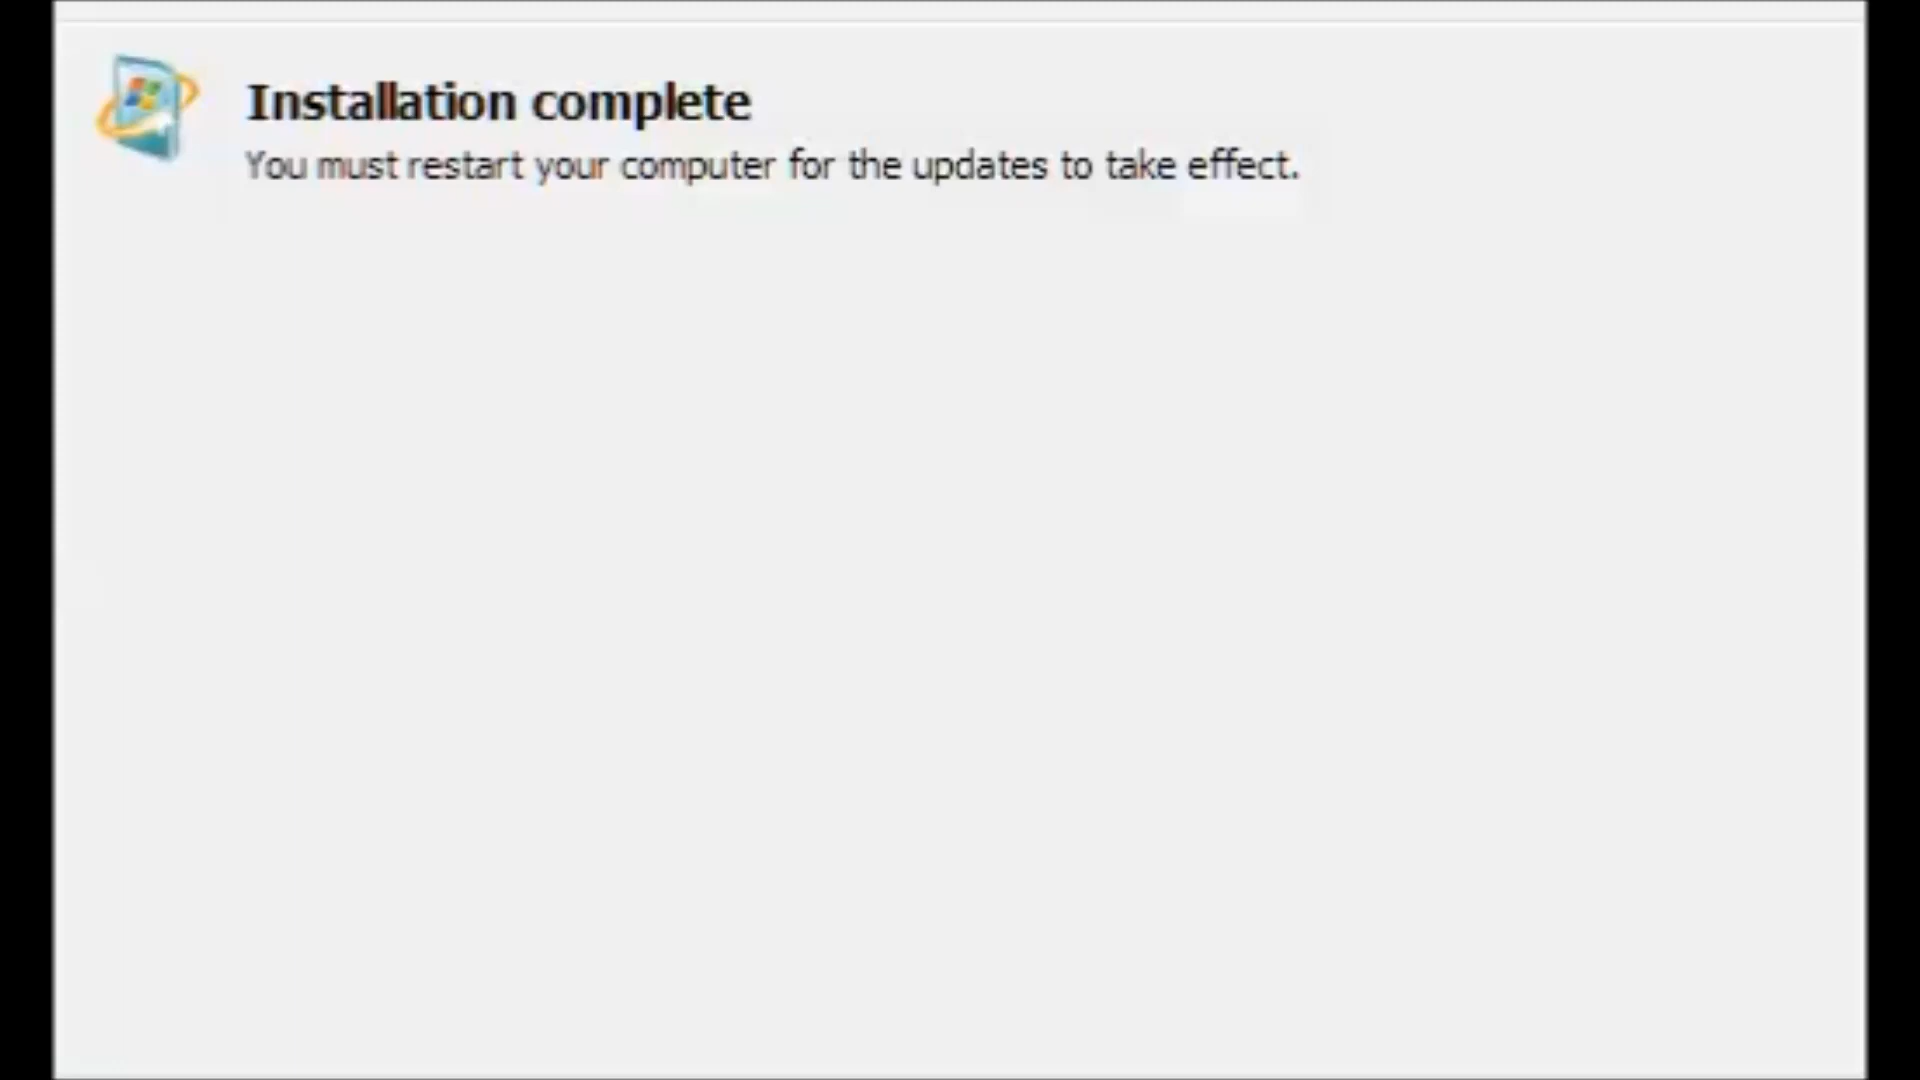 Installation complete
You must restart your computer for the updates to take effect.